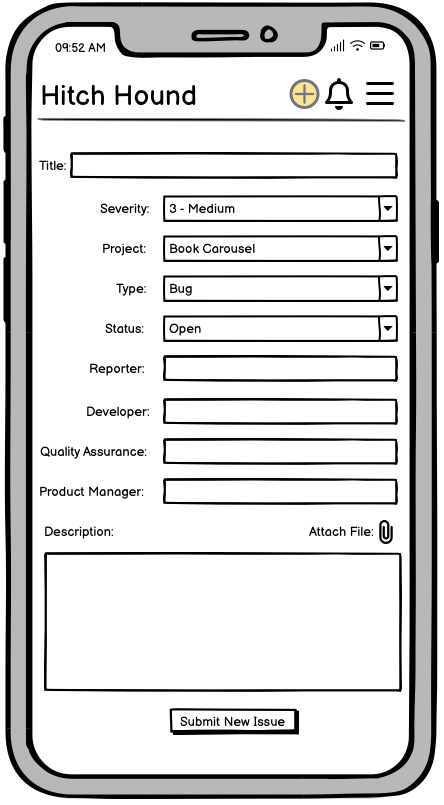 09:52 AM
Hitch Hound
Title:
Severity: 3 - Medium
Project: Book Carousel
Type: Bug
Status: Open
Reporter:
Developer:
Quality Assurance:
Product Manager:
Description: Attach File:
Submit New Issue